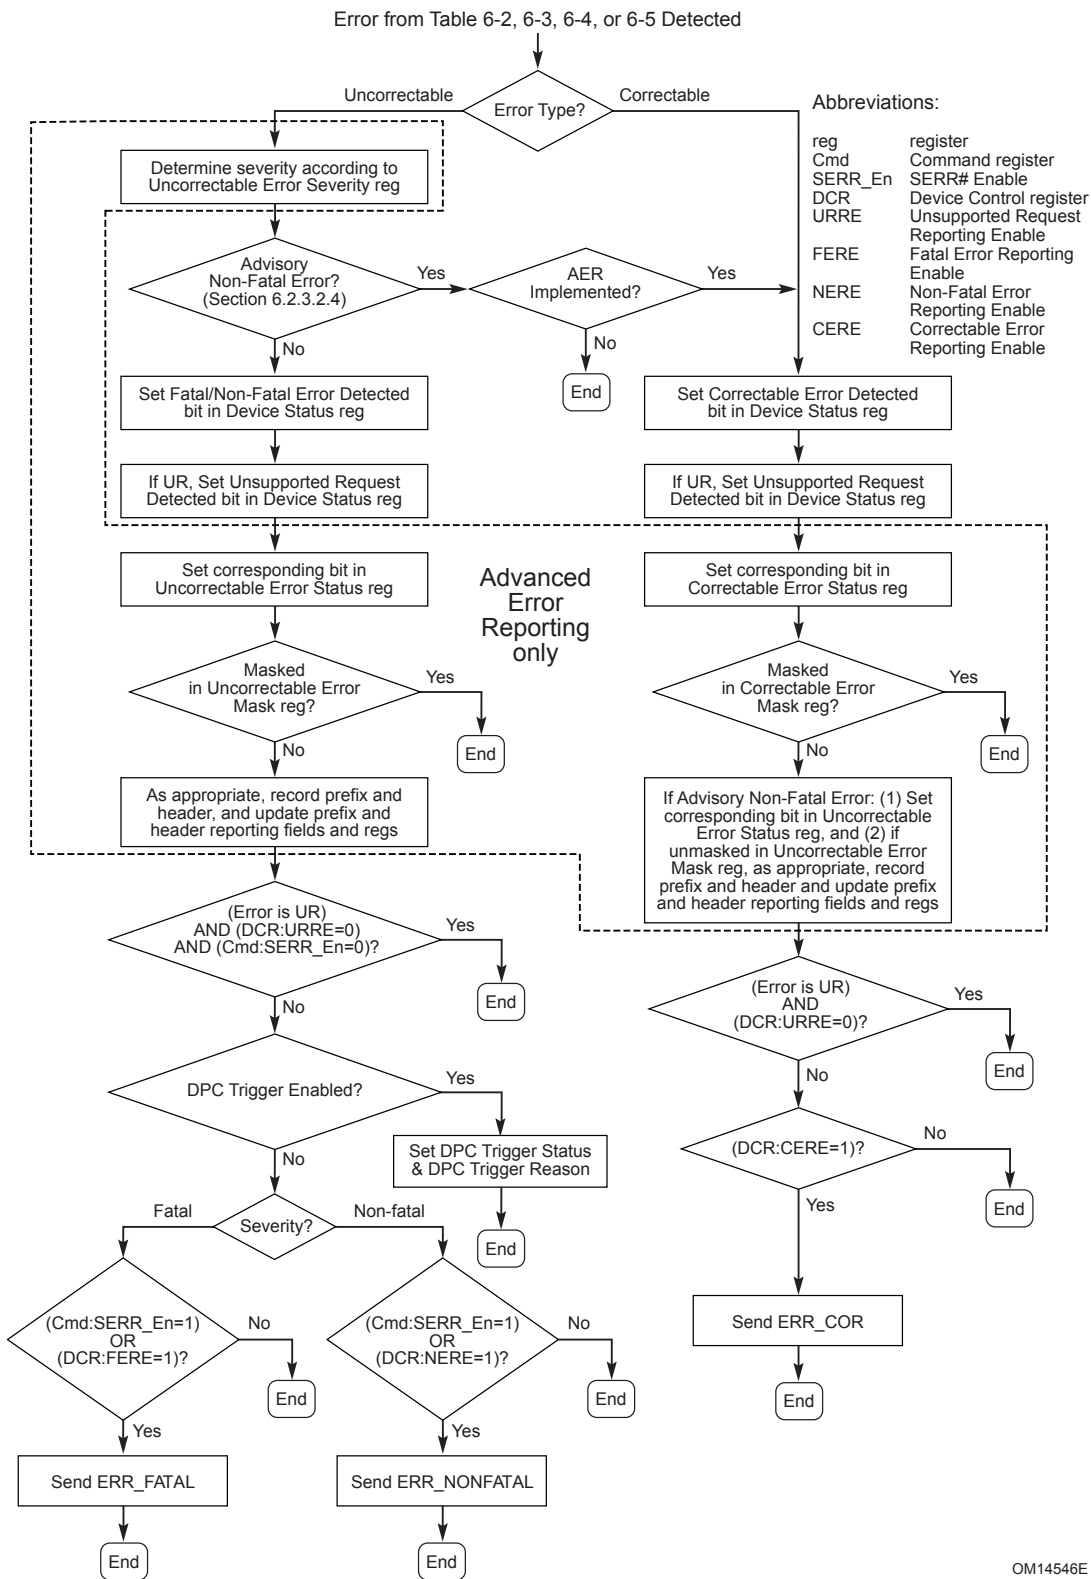 Error from Table 6-2, 6-3, 6-4, or 6-5 Detected
Uncorrectable
Error Type?
Correctable
Abbreviations:
reg register
Cmd Command register
SERR_En SERR# Enable
DCR Device Control register
URRE Unsupported Request
Reporting Enable
FERE Fatal Error Reporting
Enable
NERE Non-Fatal Error
Reporting Enable
CERE Correctable Error
Reporting Enable
Determine severity according to
Uncorrectable Error Severity reg
Advisory
Non-Fatal Error?
(Section 6.2.3.2.4)
Yes
No
AER
Implemented?
Yes
No
End
Set Fatal/Non-Fatal Error Detected
bit in Device Status reg
Set Correctable Error Detected
bit in Device Status reg
If UR, Set Unsupported Request
Detected bit in Device Status reg
If UR, Set Unsupported Request
Detected bit in Device Status reg
Set corresponding bit in
Uncorrectable Error Status reg
Advanced
Error
Reporting
only
Set corresponding bit in
Correctable Error Status reg
Masked
in Uncorrectable Error
Mask reg?
Yes
End
No
Masked
in Correctable Error
Mask reg?
Yes
End
No
As appropriate, record prefix and
header, and update prefix and
header reporting fields and regs
If Advisory Non-Fatal Error: (1) Set
corresponding bit in Uncorrectable
Error Status reg, and (2) if
unmasked in Uncorrectable Error
Mask reg, as appropriate, record
prefix and header and update prefix
and header reporting fields and regs
(Error is UR)
AND (DCR:URRE=0)
AND (Cmd:SERR_En=0)?
Yes
End
No
(Error is UR)
AND
(DCR:URRE=0)?
Yes
End
No
DPC Trigger Enabled?
Yes
No
Set DPC Trigger Status
& DPC Trigger Reason
End
(DCR:CERE=1)?
No
End
Yes
Fatal
Severity?
Non-fatal
(Cmd:SERR_En=1)
OR
(DCR:FERE=1)?
No
End
Yes
(Cmd:SERR_En=1)
OR
(DCR:NERE=1)?
No
End
Yes
Send ERR_COR
End
Send ERR_FATAL
End
Send ERR_NONFATAL
End
OM14546E